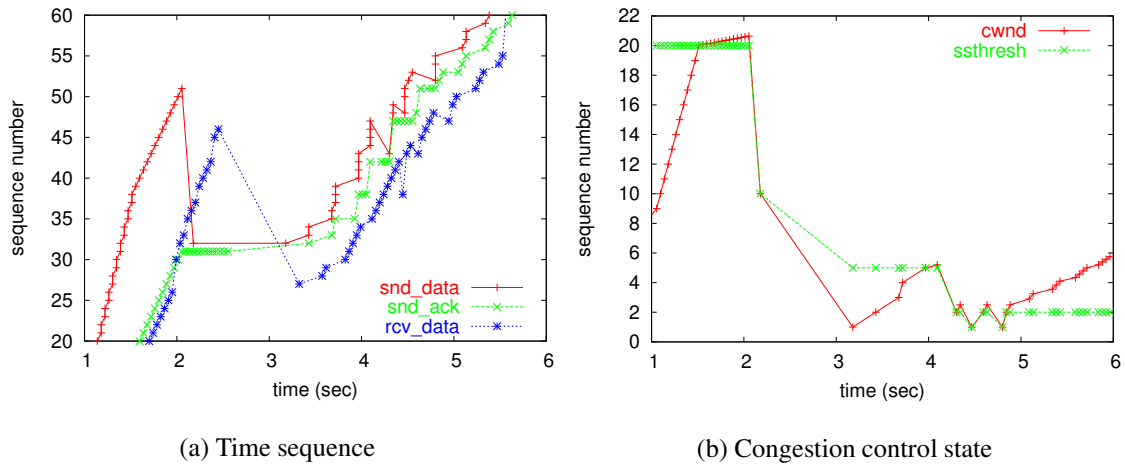 60
55
50
45
40
35
30
25
20
sequence number
1 2 3 4 5 6
time (sec)
snd_data
snd_ack
rcv_data
(a) Time sequence
22
20
18
16
14
12
10
8
6
4
2
0
sequence number
1 2 3 4 5 6
time (sec)
cwnd
ssthresh
(b) Congestion control state